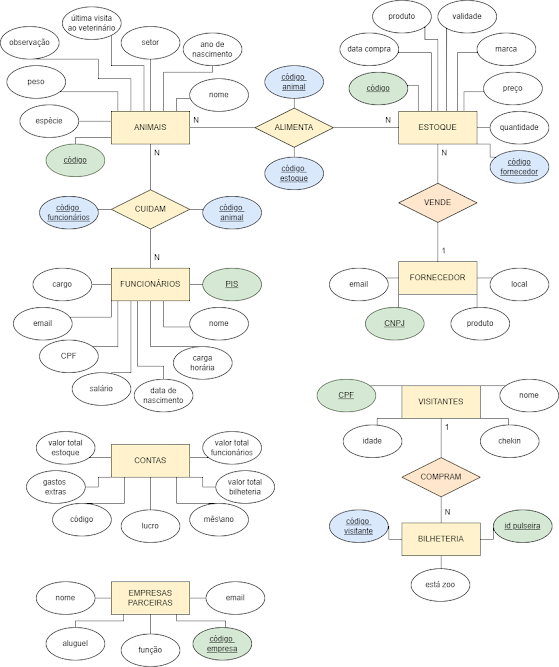 última visita
ao veterinário
observação
setor
ano de
nascimento
peso
nome
espécie
ANIMAIS
código
N
N
código
animal
ALIMENTA
código
estoque
produto
validade
data compra
marca
código
preço
N
ESTOQUE
quantidade
código
fornecedor
N
VENDE
1
código
funcionários
CUIDAM
código
animal
N
cargo
FUNCIONÁRIOS
PIS
email
nome
CPF
carga
horária
salário
data de
nascimento
email
FORNECEDOR
local
CNPJ
produto
CPF
VISITANTES
nome
idade
1
chekin
COMPRAM
N
código
visitante
BILHETERIA
id pulseira
está zoo
valor total
estoque
CONTAS
valor total
funcionários
gastos
extras
valor total
bilheteria
código
lucro
mês\ano
nome
EMPRESAS
PARCEIRAS
email
aluguel
função
código
empresa